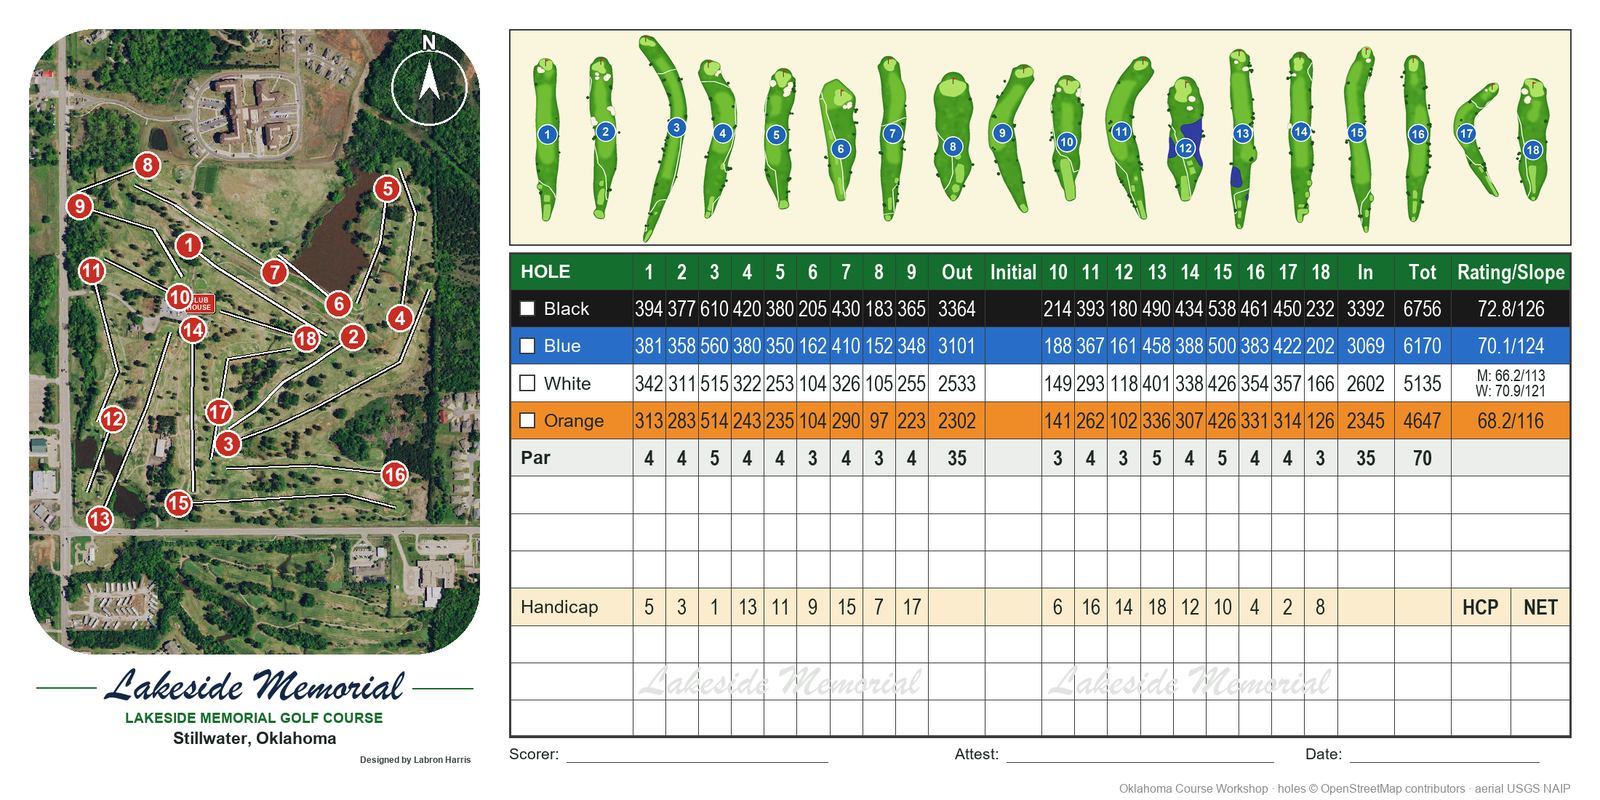 N
8
5
9
1
7
11
10
CLUB
HOUSE
6
4
14
18
2
12
17
3
16
15
13
Lakeside Memorial
LAKESIDE MEMORIAL GOLF COURSE
Stillwater, Oklahoma
Designed by Labron Harris
1 2 3 4 5 6 7 8 9 10 11 12 13 14 15 16 17 18
HOLE 1 2 3 4 5 6 7 8 9 Out Initial 10 11 12 13 14 15 16 17 18 In Tot Rating/Slope
Black 394 377 610 420 380 205 430 183 365 3364 214 393 180 490 434 538 461 450 232 3392 6756 72.8/126
Blue 381 358 560 380 350 162 410 152 348 3101 188 367 161 458 388 500 383 422 202 3069 6170 70.1/124
White 342 311 515 322 253 104 326 105 255 2533 149 293 118 401 338 426 354 357 166 2602 5135 M: 66.2/113
W: 70.9/121
Orange 313 283 514 243 235 104 290 97 223 2302 141 262 102 336 307 426 331 314 126 2345 4647 68.2/116
Par 4 4 5 4 4 3 4 3 4 35 3 4 3 5 4 5 4 4 3 35 70
Handicap 5 3 1 13 11 9 15 7 17 6 16 14 18 12 10 4 2 8 HCP NET
Lakeside Memorial Lakeside Memorial
Scorer: Attest: Date:
Oklahoma Course Workshop · holes © OpenStreetMap contributors · aerial USGS NAIP